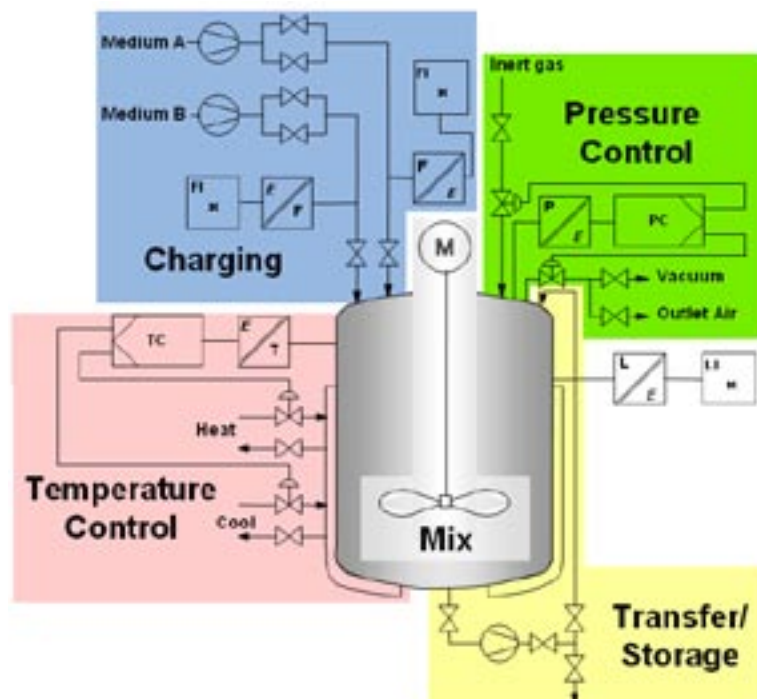 Medium A
FI
Inert gas
Medium B
Pressure
Control
P
E
FI
E
F
P
E
PC
M
Charging
Vacuum
Outlet Air
TC
E
T
L
E
LI
Heat
Temperature
Control
Cool
Mix
Transfer/
Storage